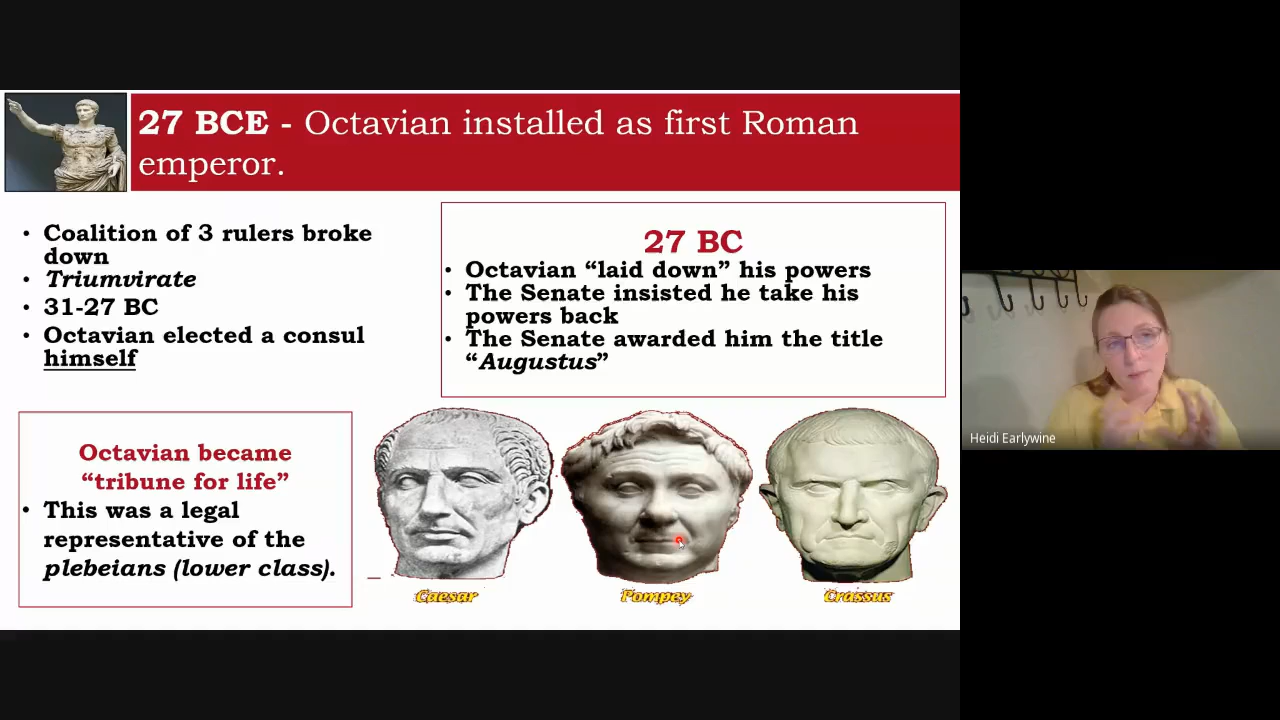 27 BCE - Octavian installed as first Roman
emperor.
• Coalition of 3 rulers broke
down
• Triumvirate
• 31-27 BC
• Octavian elected a consul
himself
27 BC
• Octavian “laid down” his powers
• The Senate insisted he take his
powers back
• The Senate awarded him the title
“Augustus”
Octavian became
“tribune for life”
• This was a legal
representative of the
plebeians (lower class).
Caesar
Pompey
Crassus
Heidi Earlywine